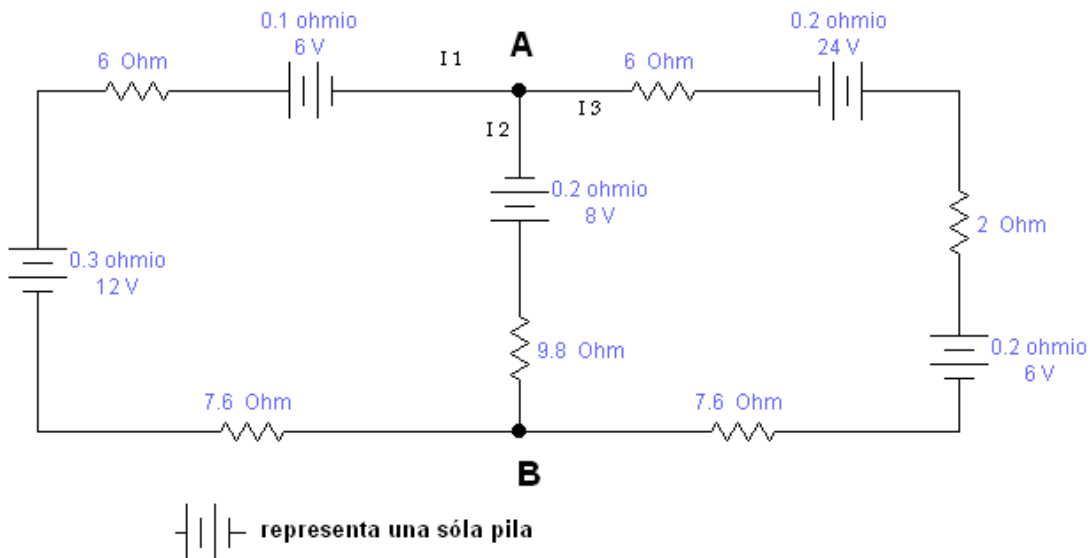 0.1 ohmio
6 V
0.2 ohmio
24 V
6 Ohm
I1
A
6 Ohm
I3
I2
0.2 ohmio
8 V
2 Ohm
0.3 ohmio
12 V
9.8 Ohm
0.2 ohmio
6 V
7.6 Ohm
7.6 Ohm
B
representa una sóla pila